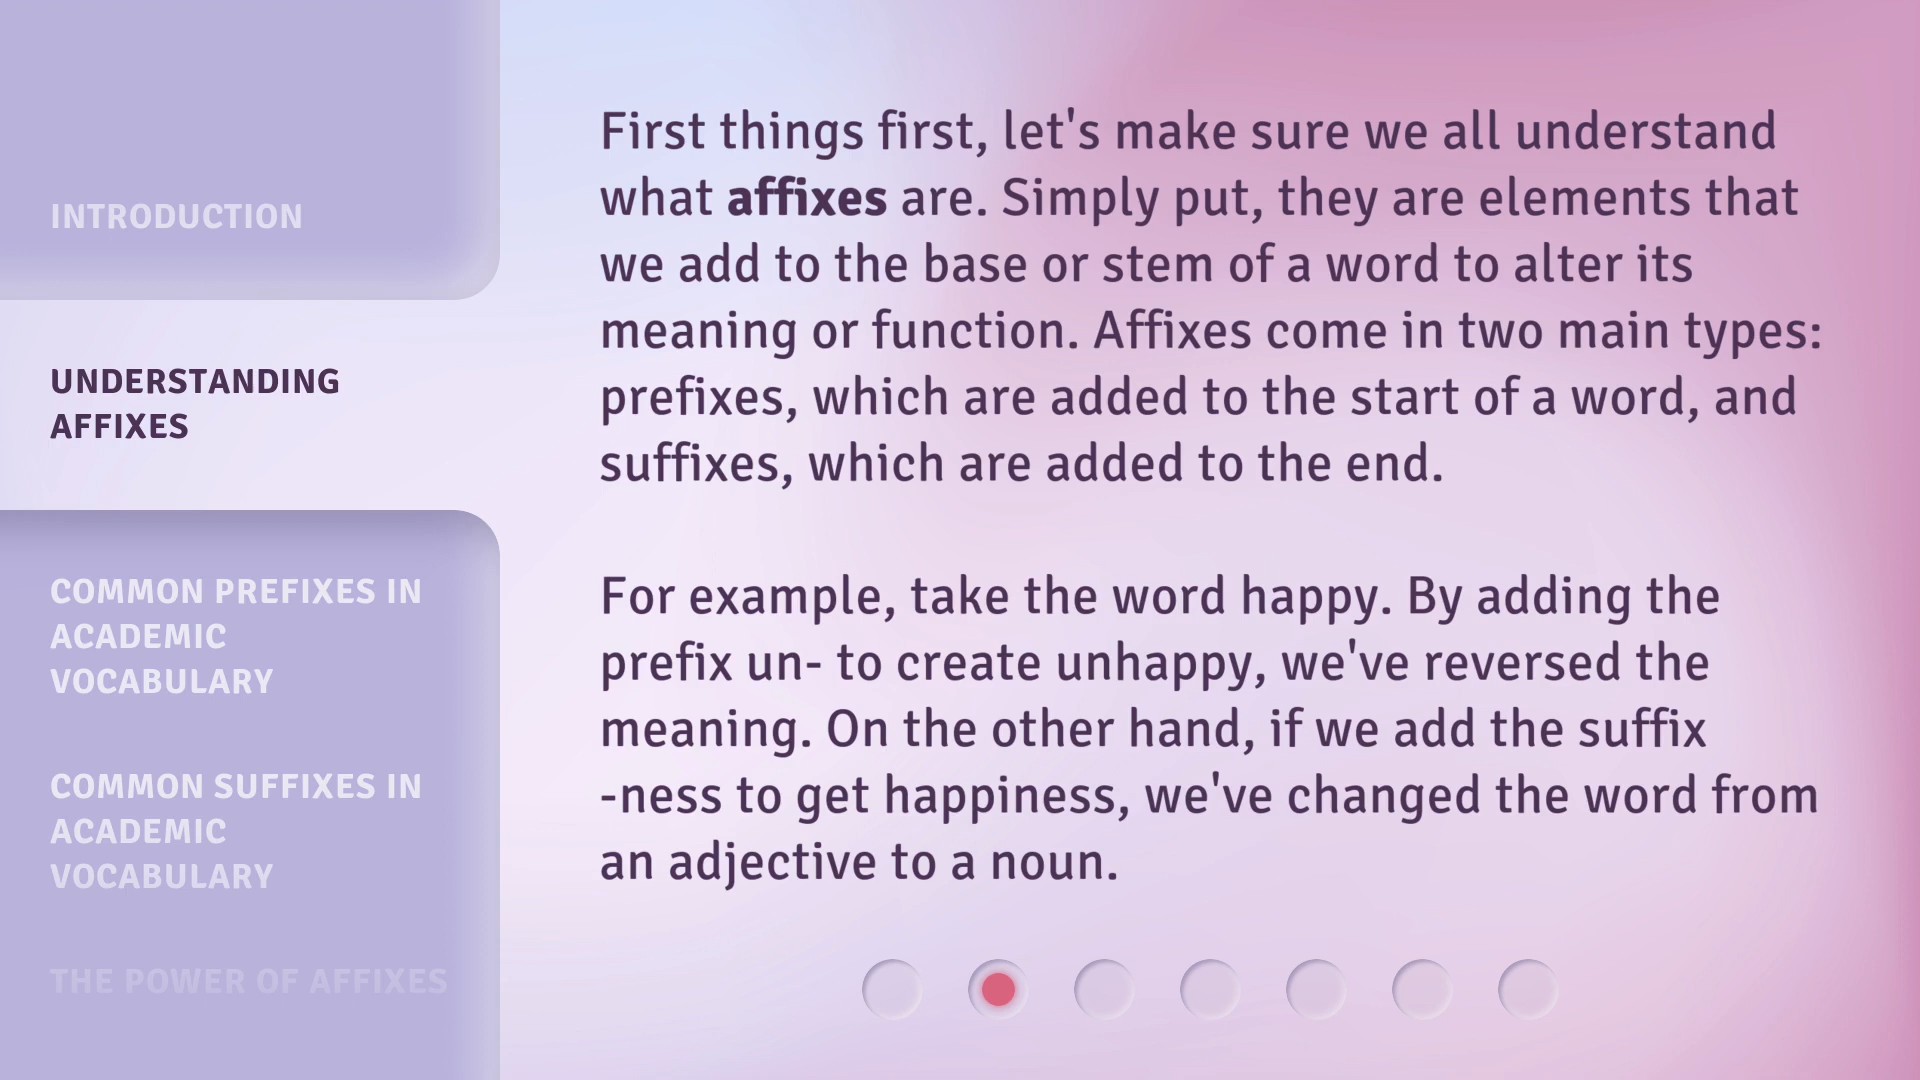 INTRODUCTION
UNDERSTANDING
AFFIXES
COMMON PREFIXES IN
ACADEMIC
VOCABULARY
COMMON SUFFIXES IN
ACADEMIC
VOCABULARY
THE POWER OF AFFIXES
First things first, let's make sure we all understand
what affixes are. Simply put, they are elements that
we add to the base or stem of a word to alter its
meaning or function. Affixes come in two main types:
prefixes, which are added to the start of a word, and
suffixes, which are added to the end.
For example, take the word happy. By adding the
prefix un- to create unhappy, we've reversed the
meaning. On the other hand, if we add the suffix
-ness to get happiness, we've changed the word from
an adjective to a noun.